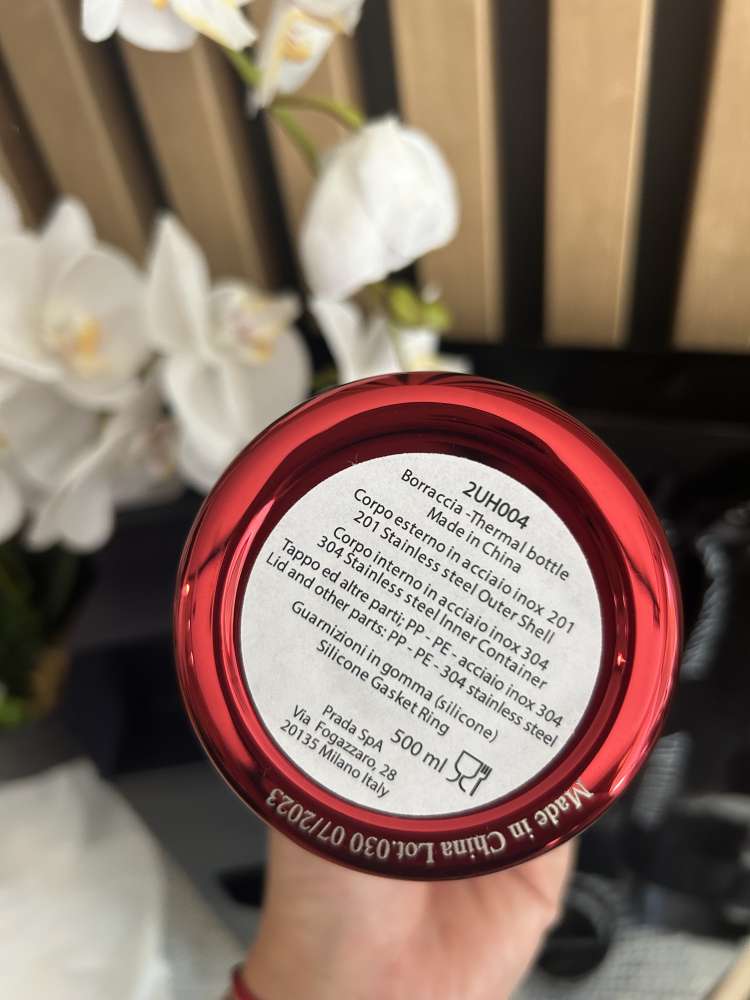 2UH004
Borraccia -Thermal bottle
Made in China
Corpo esterno in acciaio inox 201
201 Stainless steel Outer Shell
Corpo interno in acciaio inox 304
304 Stainless steel Inner Container
Tappo ed altre parti; PP - PE - acciaio inox 304
Lid and other parts: PP - PE - 304 stainless steel
Guarnizioni in gomma (silicone)
Silicone Gasket Ring
Prada SpA
Via Fogazzaro, 28
20135 Milano Italy
500 ml
Made in China Lot.030 07/2023